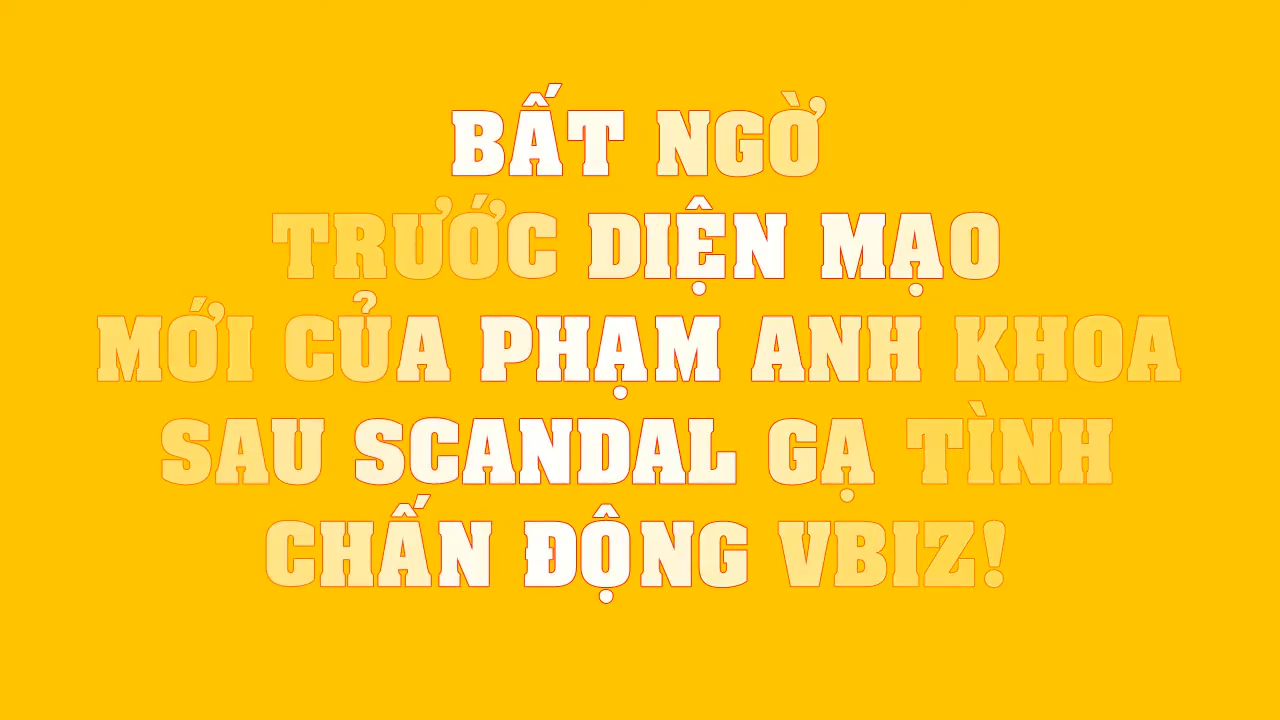 BẤT NGỜ
TRƯỚC DIỆN MẠO
MỚI CỦA PHẠM ANH KHOA
SAU SCANDAL GẠ TÌNH
CHẤN ĐỘNG VBIZ!